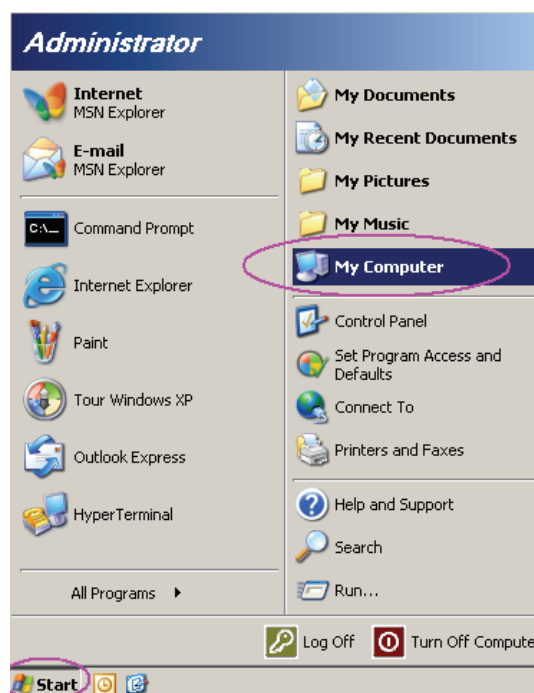 Administrator
Internet
MSN Explorer
E-mail
MSN Explorer
C:\_
Command Prompt
Internet Explorer
Paint
Tour Windows XP
Outlook Express
HyperTerminal
All Programs
My Documents
My Recent Documents
My Pictures
My Music
My Computer
Control Panel
Set Program Access and
Defaults
Connect To
Printers and Faxes
Help and Support
Search
Run...
Log Off
Turn Off Compute
Start